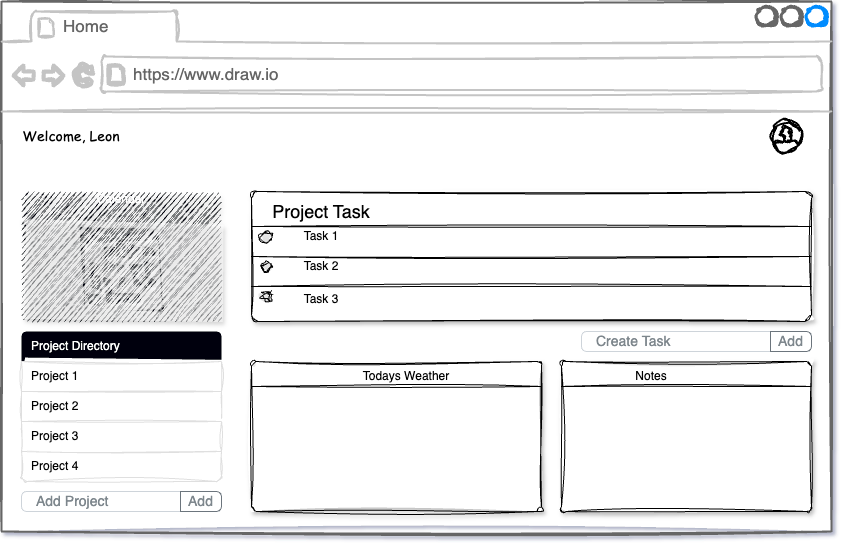 Home
https://www.draw.io
Welcome, Leon
Project Task
Task 1
Task 2
Task 3
Create Task
Add
Project Directory
Project 1
Project 2
Project 3
Project 4
Add Project
Add
Todays Weather
Notes